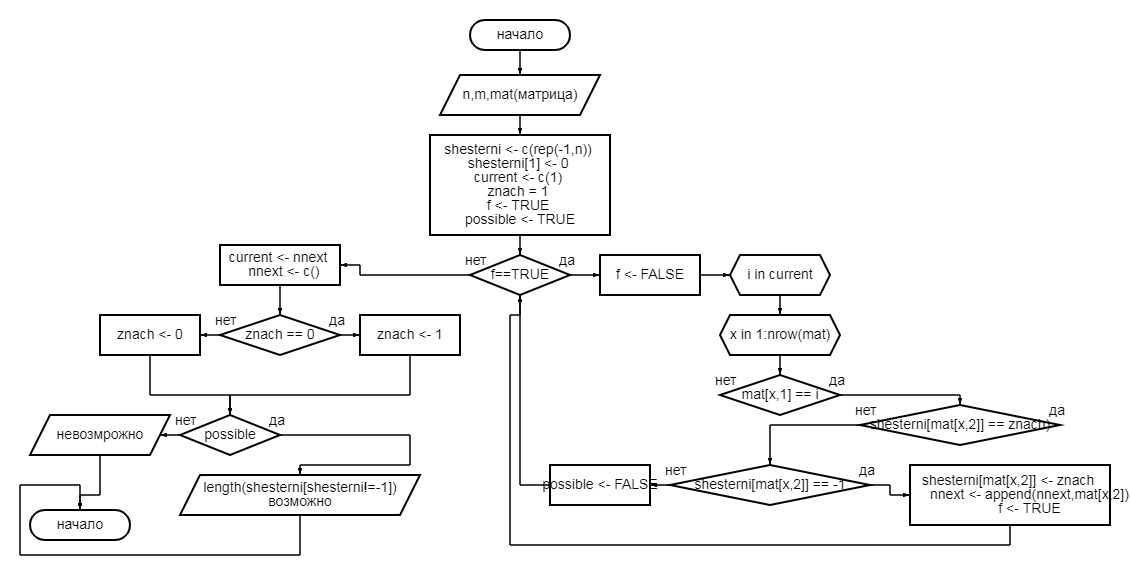 начало
n,m,mat(матрица)
shesterni <- c(rep(-1,n))
shesterni[1] <- 0
current <- c(1)
znach = 1
f <- TRUE
possible <- TRUE
нет
f==TRUE
да
current <- nnext
nnext <- c()
f <- FALSE
i in current
нет
znach == 0
да
znach <- 0
znach <- 1
x in 1:nrow(mat)
нет
mat[x,1] == i
да
нет
shesterni[mat[x,2]] == znach)
да
нет
possible
да
невозмрожно
length(shesterni[shesterni!=-1])
возможно
possible <- FALSE
нет
shesterni[mat[x,2]] == -1
да
shesterni[mat[x,2]] <- znach
nnext <- append(nnext,mat[x,2])
f <- TRUE
начало